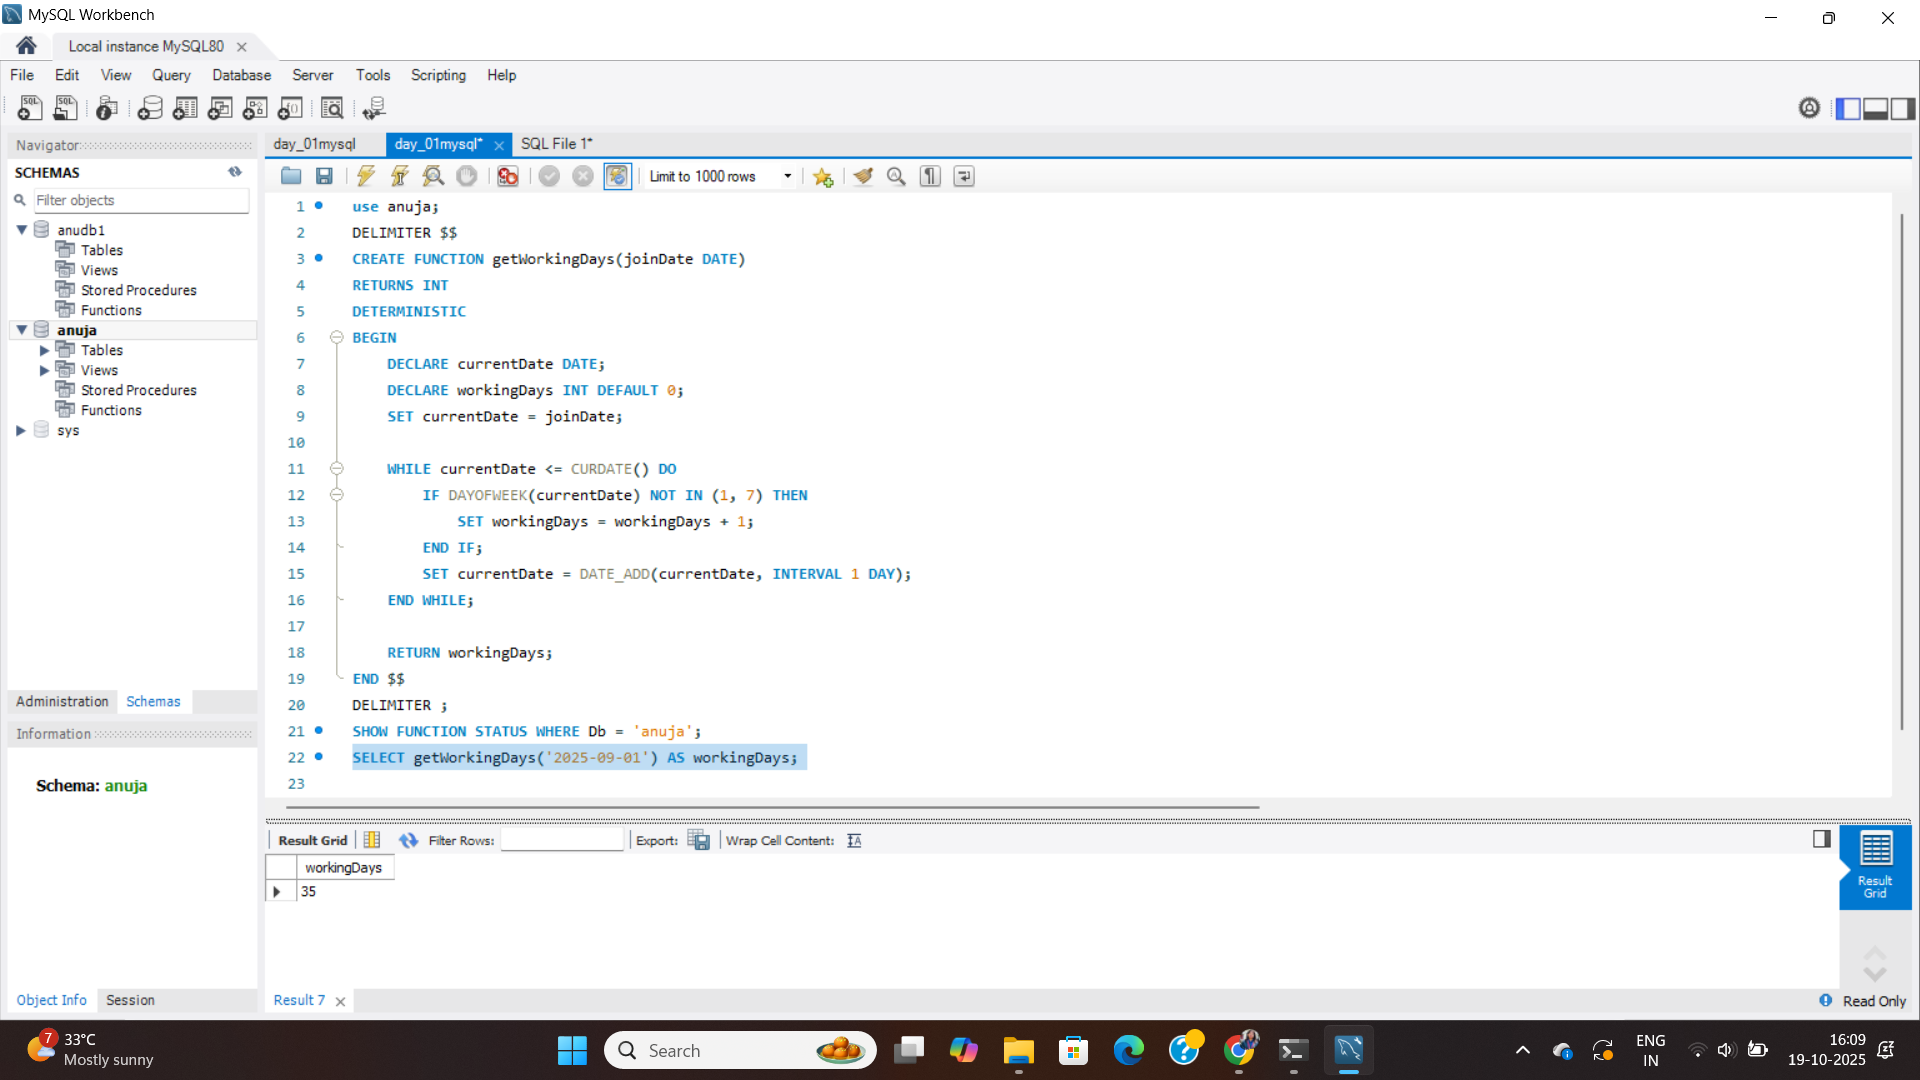 MySQL Workbench
Local instance MySQL80
File Edit View Query Database Server Tools Scripting Help
Navigator
SCHEMAS
Filter objects
anudb1
Tables
Views
Stored Procedures
Functions
anuja
Tables
Views
Stored Procedures
Functions
sys
Administration Schemas
Information
Schema: anuja
Object Info Session
day_01mysql day_01mysql* SQL File 1*
Limit to 1000 rows
1 use anuja;
2 DELIMITER $$
3 CREATE FUNCTION getWorkingDays(joinDate DATE)
4 RETURNS INT
5 DETERMINISTIC
6 BEGIN
7 DECLARE currentDate DATE;
8 DECLARE workingDays INT DEFAULT 0;
9 SET currentDate = joinDate;
10
11 WHILE currentDate <= CURDATE() DO
12 IF DAYOFWEEK(currentDate) NOT IN (1, 7) THEN
13 SET workingDays = workingDays + 1;
14 END IF;
15 SET currentDate = DATE_ADD(currentDate, INTERVAL 1 DAY);
16 END WHILE;
17
18 RETURN workingDays;
19 END $$
20 DELIMITER ;
21 SHOW FUNCTION STATUS WHERE Db = 'anuja';
22 SELECT getWorkingDays('2025-09-01') AS workingDays;
23
Result Grid Filter Rows: Export: Wrap Cell Content:
workingDays
35
Result
Grid
Result 7
Read Only
7
33°C
Mostly sunny
Search
ENG
IN
16:09
19-10-2025